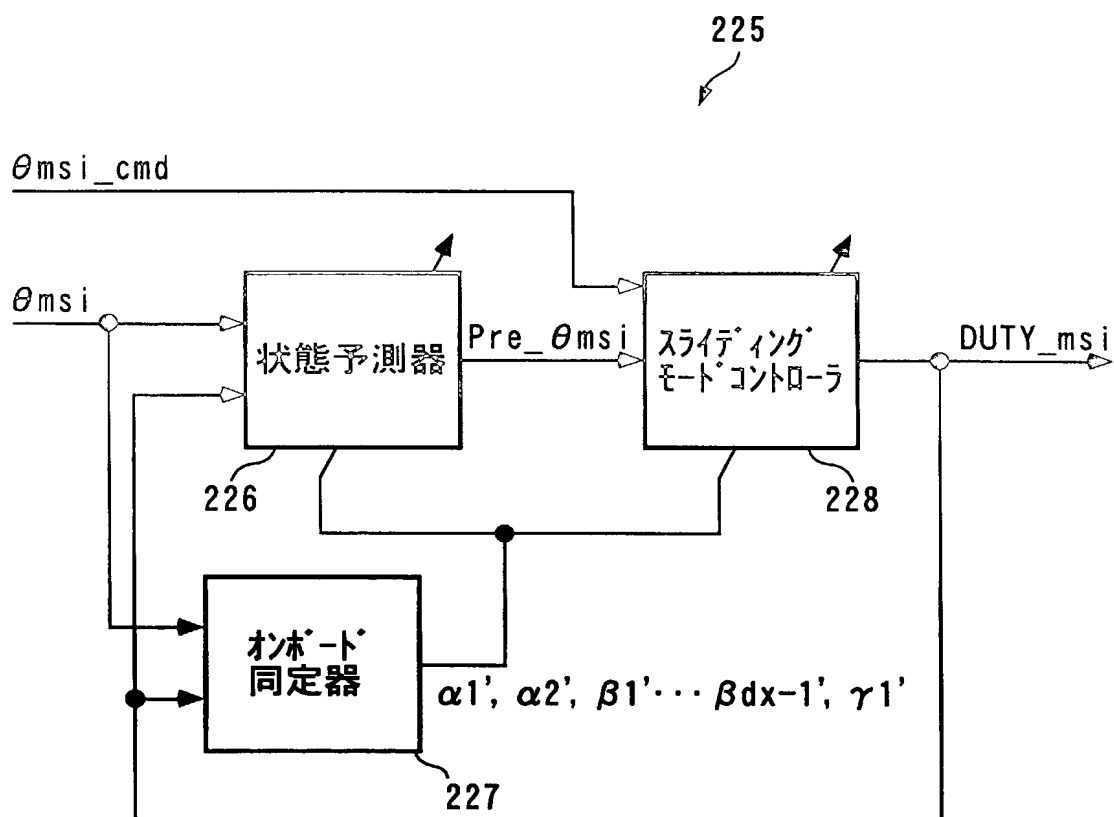 225
θmsi_cmd
θmsi
状態予測器
Pre_θmsi
スライディング
モードコントローラ
DUTY_msi
226
228
オンボード
同定器
α1', α2', β1'··· βdx-1', γ1'
227